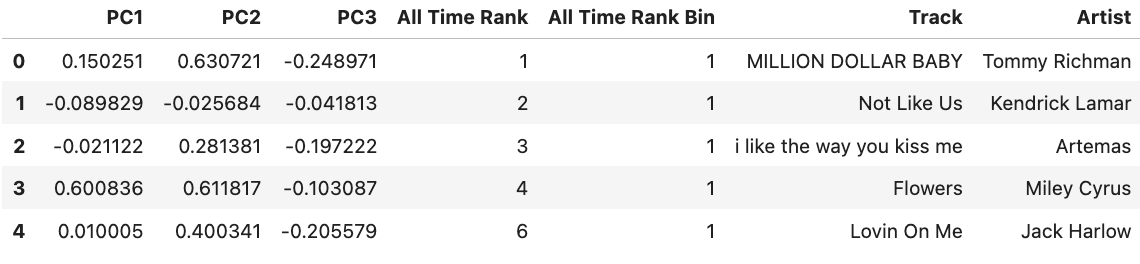 PC1 PC2 PC3 All Time Rank All Time Rank Bin Track Artist
0 0.150251 0.630721 -0.248971 1 1 MILLION DOLLAR BABY Tommy Richman
1 -0.089829 -0.025684 -0.041813 2 1 Not Like Us Kendrick Lamar
2 -0.021122 0.281381 -0.197222 3 1 i like the way you kiss me Artemas
3 0.600836 0.611817 -0.103087 4 1 Flowers Miley Cyrus
4 0.010005 0.400341 -0.205579 6 1 Lovin On Me Jack Harlow